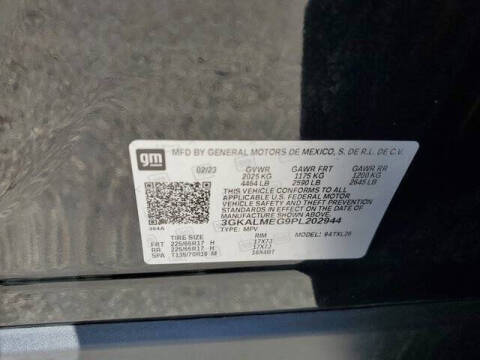 gm
MFD BY GENERAL MOTORS DE MEXICO, S. DE R.L. DE C.V.
02/23 GVWR GAWR FRT GAWR RR
2025 KG 1175 KG 1200 KG
4464 LB 2590 LB 2645 LB
THIS VEHICLE CONFORMS TO ALL
APPLICABLE U.S. FEDERAL MOTOR
VEHICLE SAFETY AND THEFT PREVENTION
STANDARDS IN EFFECT ON THE DATE OF
MANUFACTURE SHOWN ABOVE.
3GKALMEG9PL202944
TYPE: MPV MODEL: 94TXL26
TIRE SIZE RIM
FRT 225/65R17 H 17X7J
RR 225/65R17 H 17X7J
SPA T135/70R16 M 16X4BT